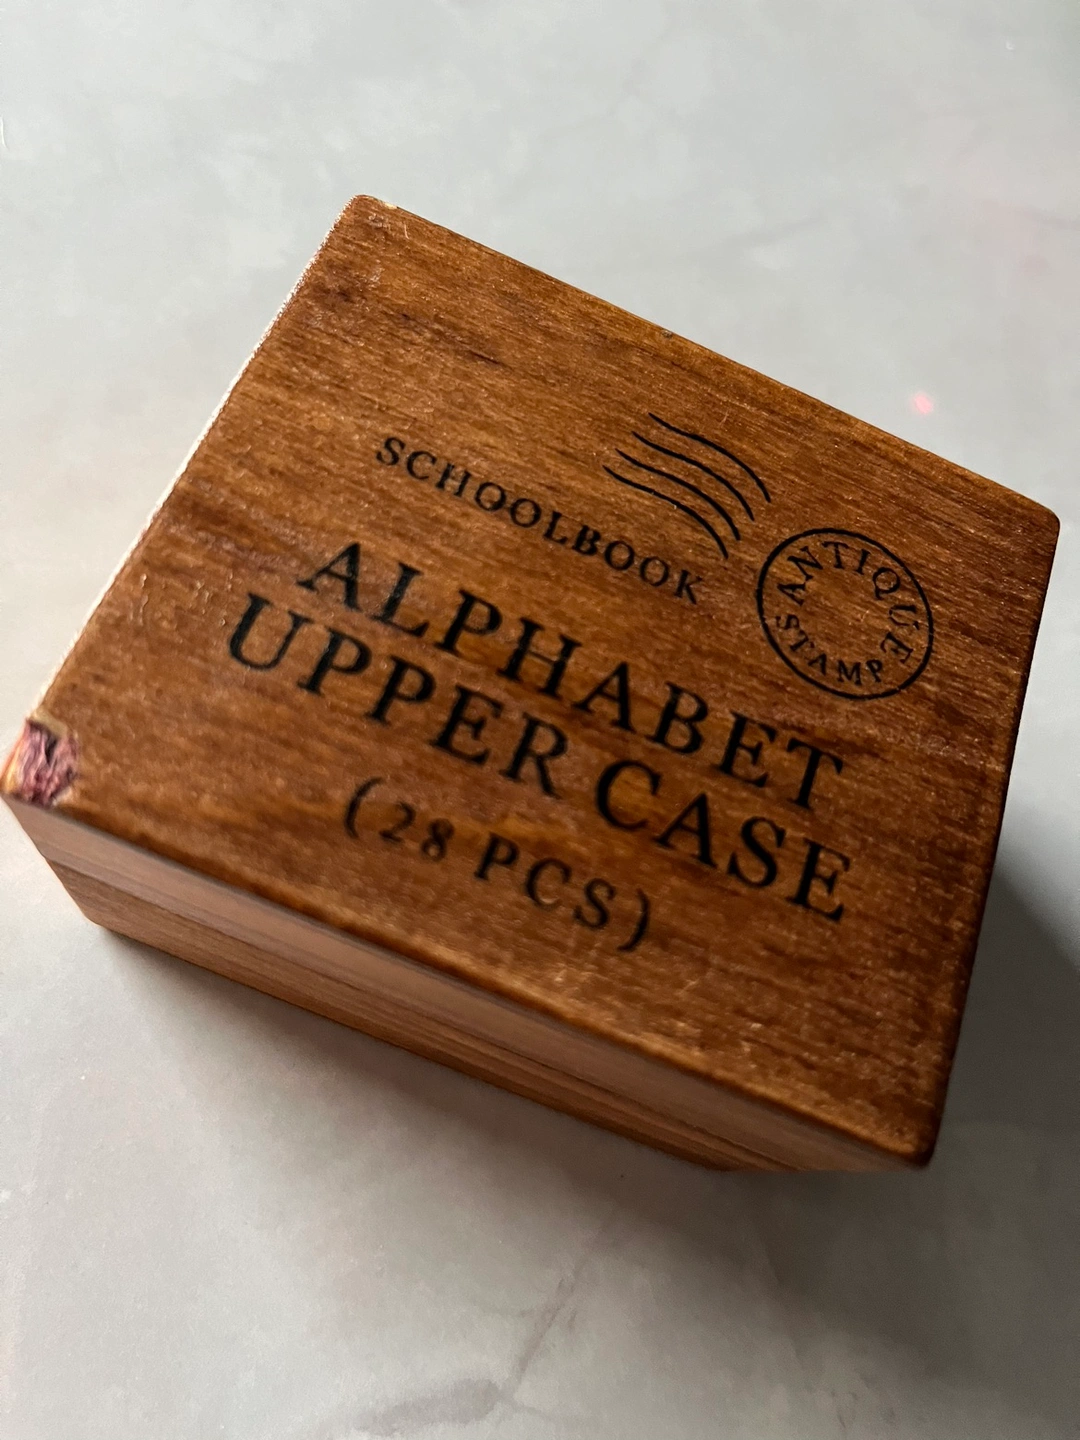 SCHOOLBOOK
ANTIQUE
STAMP
ALPHABET
UPPER CASE
(28 PCS)